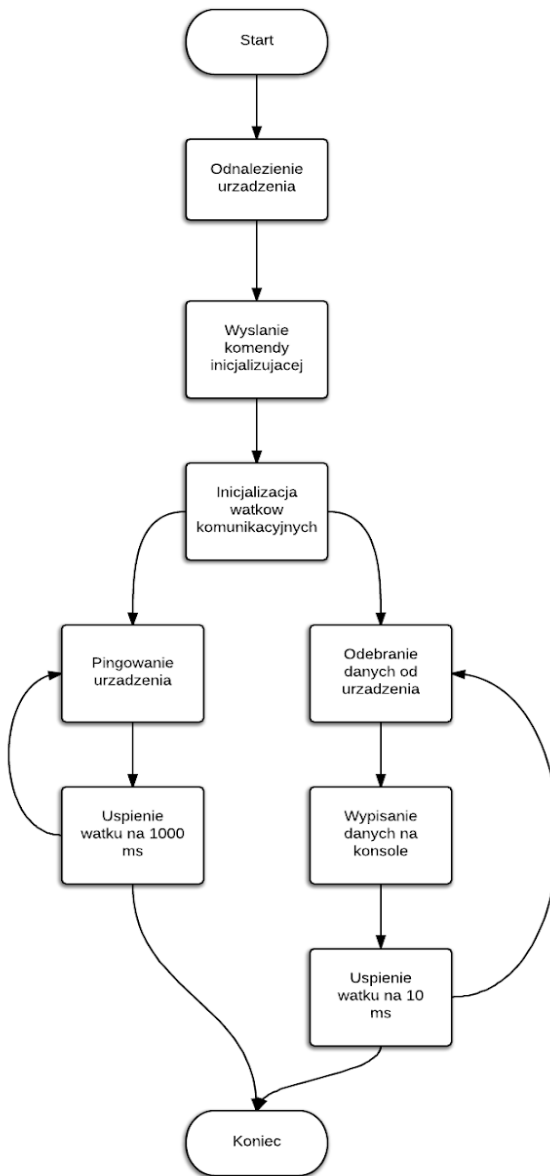 Start
Odnalezienie
urzadzenia
Wyslanie
komendy
inicjalizujacej
Inicjalizacja
watkow
komunikacyjnych
Pingowanie
urzadzenia
Uspienie
watku na 1000
ms
Odebranie
danych od
urzadzenia
Wypisanie
danych na
konsole
Uspienie
watku na 10
ms
Koniec